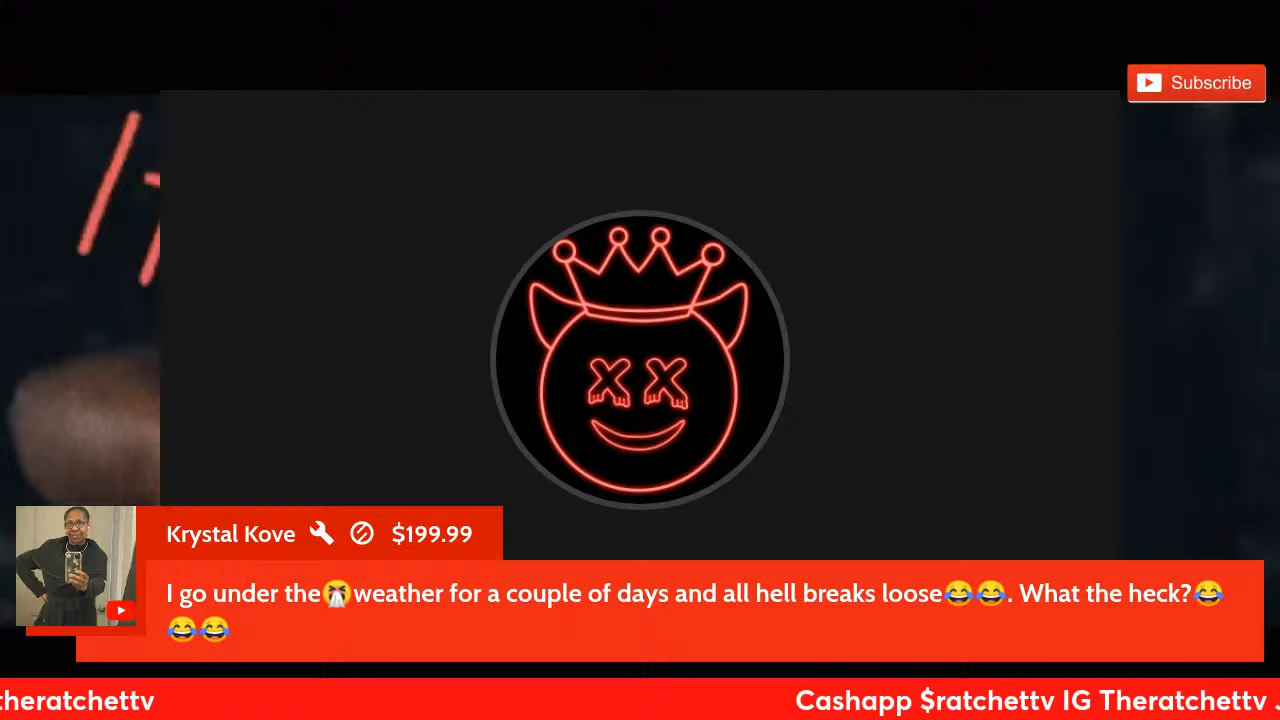 Subscribe
Krystal Kove $199.99
I go under the🤧weather for a couple of days and all hell breaks loose😂😂. What the heck?😂
😂😂
theratchettv Cashapp $ratchettv IG Theratchettv